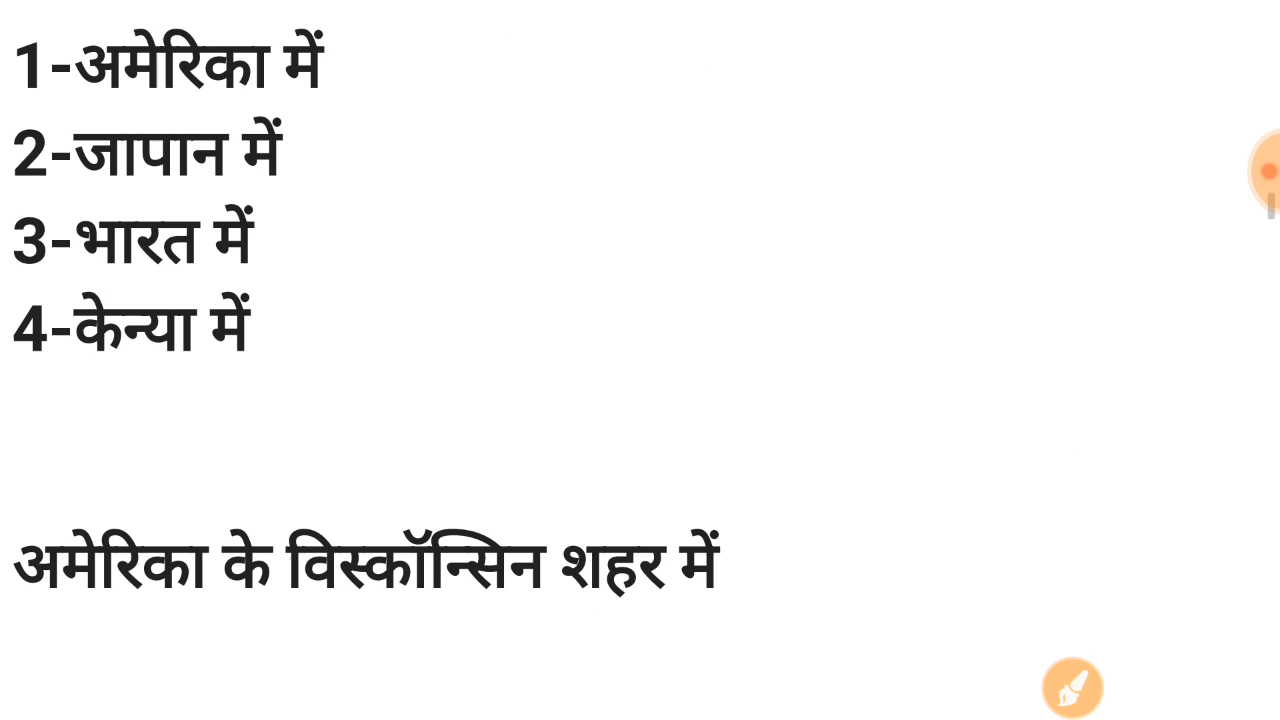 1-अमेरिका में
2-जापान में
3-भारत में
4-केन्या में
अमेरिका के विस्कॉन्सिन शहर में